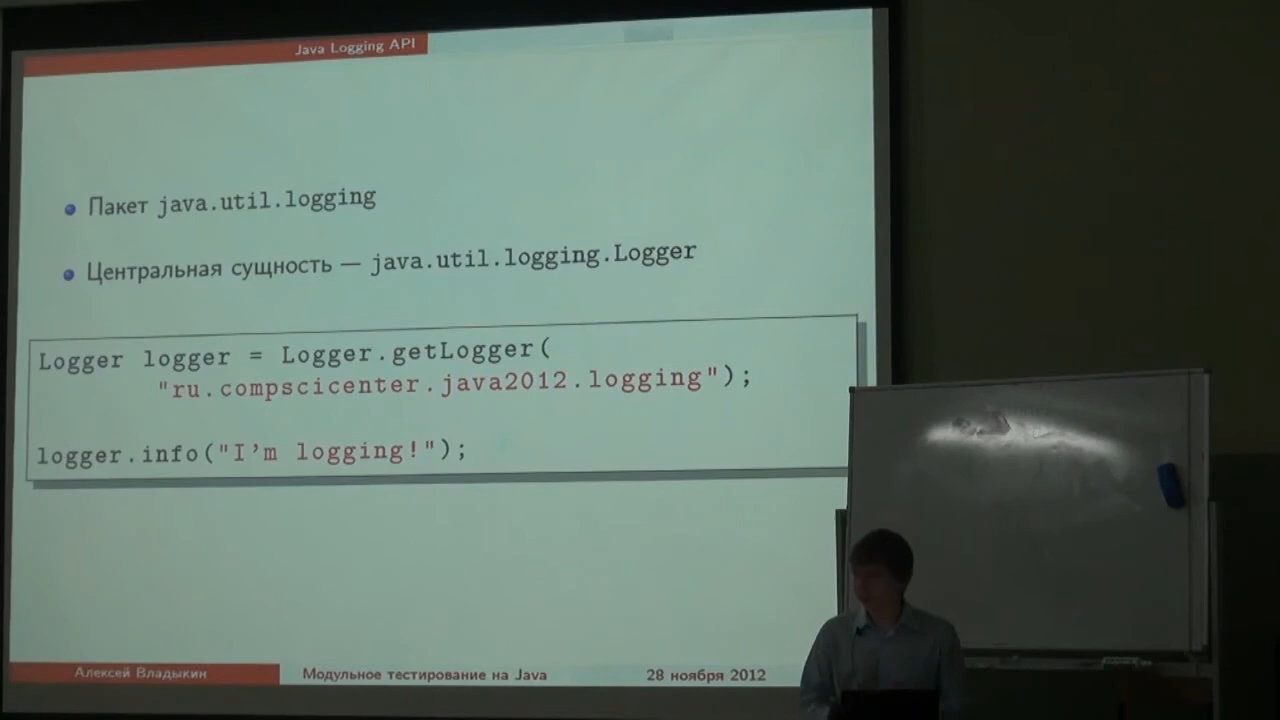 Java Logging API
Пакет java.util.logging
Центральная сущность — java.util.logging.Logger
Logger logger = Logger.getLogger(
"ru.compscicenter.java2012.logging");
logger.info("I'm logging!");
Алексей Владыкин
Модульное тестирование на Java
28 ноября 2012